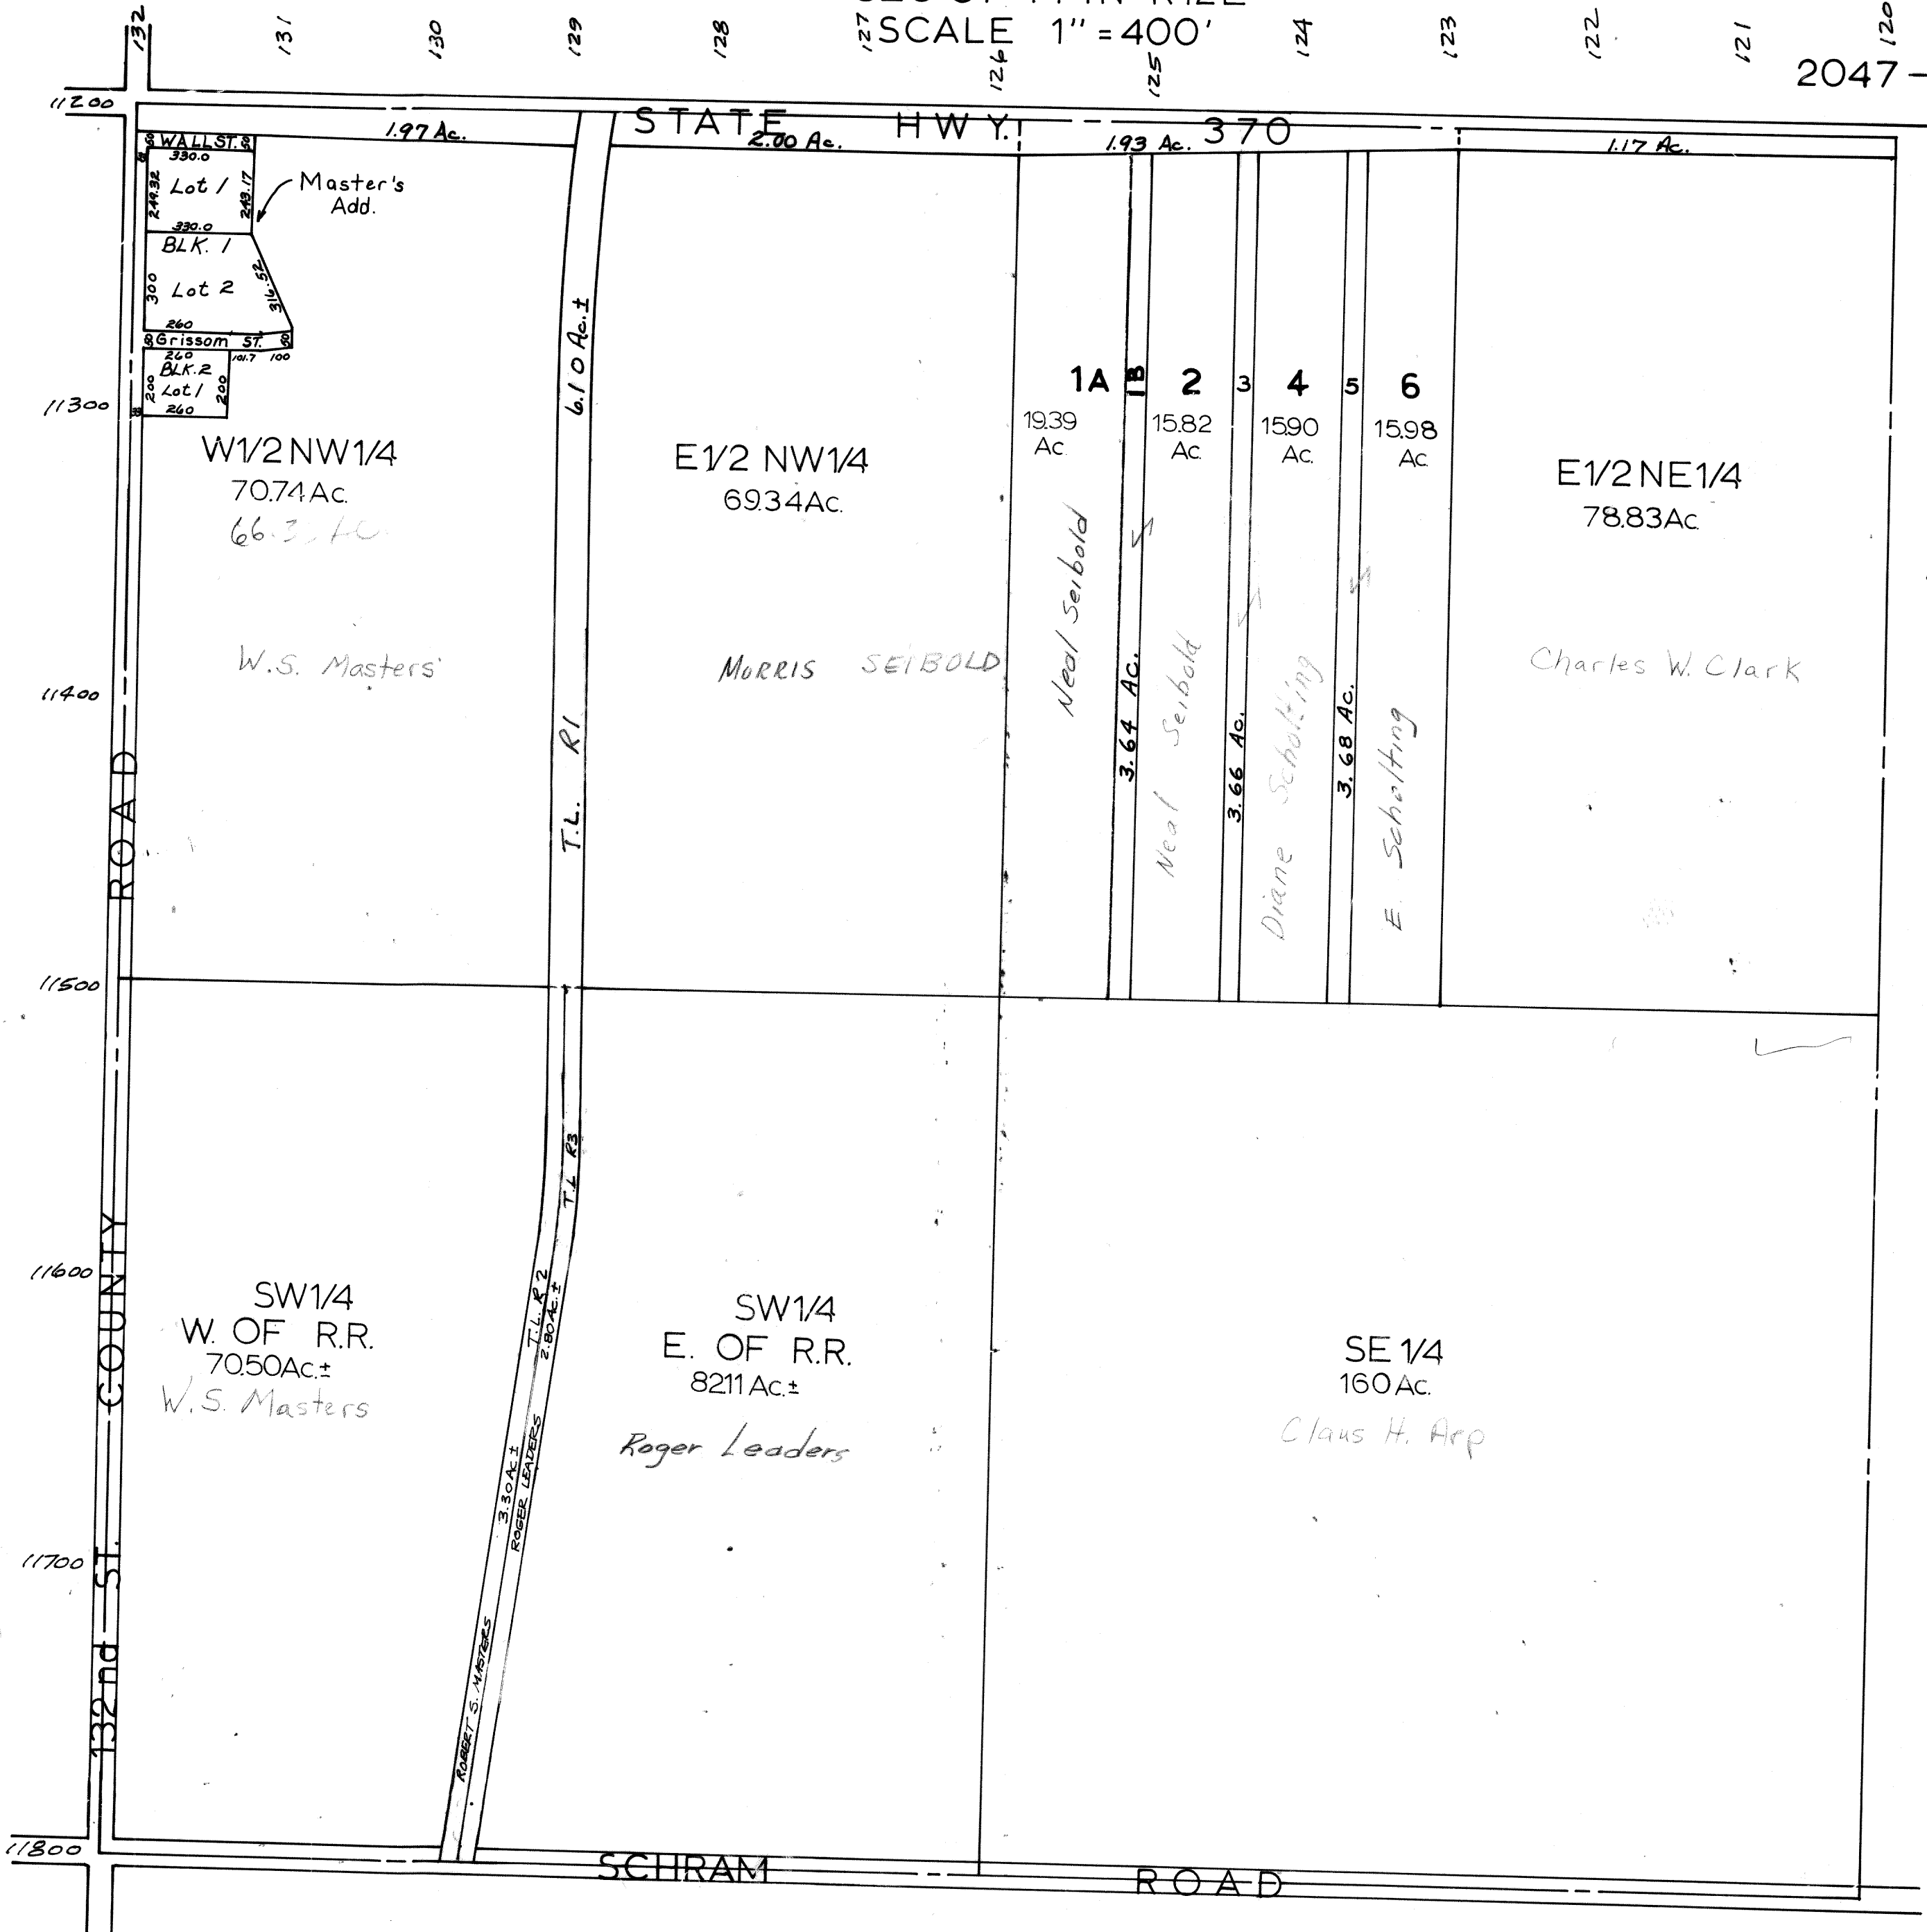 132
131
130
129
128
127
126
125
124
123
122
121
120
SCALE 1" = 400'
2047 -
11200
STATE HWY. 370
1.97 Ac.
2.00 Ac.
1.93 Ac.
1.17 Ac.
50 WALL ST. 50
330.0
249.32 Lot 1 243.17
330.0
Master's
Add.
BLK. 1
300 Lot 2 316.52
260
50 Grissom ST. 50
260 101.7 100
BLK. 2
200 Lot 1 200
260
11300
6.10 Ac.±
1A 1B 2 3 4 5 6
19.39
Ac.
15.82
Ac.
15.90
Ac.
15.98
Ac.
W1/2 NW1/4
70.74 Ac.
E1/2 NW1/4
69.34 Ac.
E1/2 NE1/4
78.83 Ac.
W.S. Masters
MORRIS SEIBOLD
Neal Seibold
Neal Seibold
Diane Scholting
E. Scholting
Charles W. Clark
3.64 Ac.
3.66 Ac.
3.68 Ac.
11400
T.L. R1
11500
T.L. R3
11600
T.L. R2
2.80 Ac.±
SW1/4
W. OF R.R.
70.50 Ac.±
W.S. Masters
SW1/4
E. OF R.R.
82.11 Ac.±
Roger Leaders
SE 1/4
160 Ac.
Claus H. Arp
3.30 Ac.±
ROGER LEADERS
ROBERT S. MASTERS
11700
132nd ST. COUNTY ROAD
11800
SCHRAM ROAD